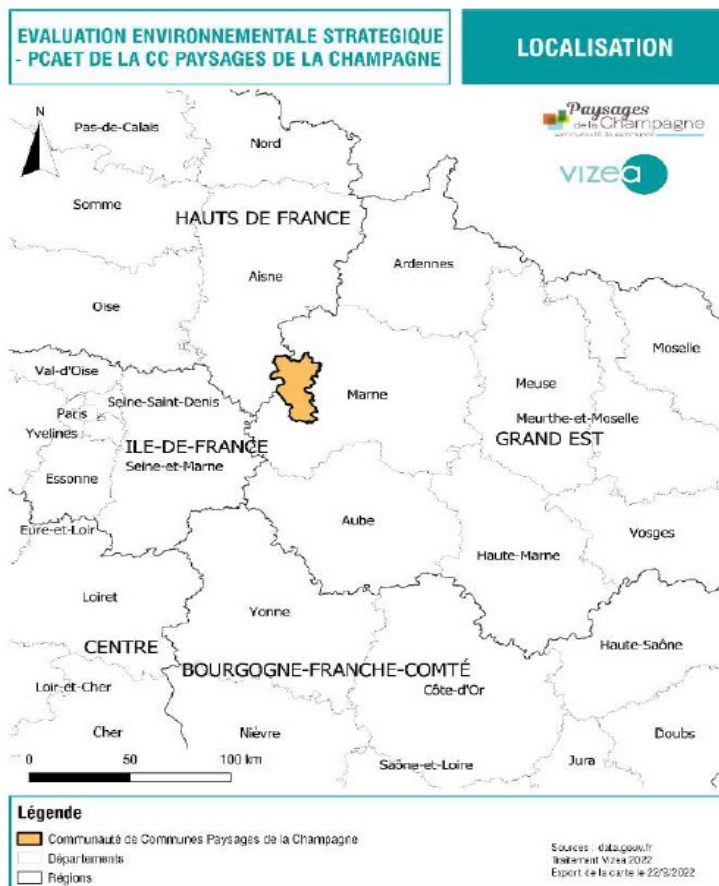 EVALUATION ENVIRONNEMENTALE STRATEGIQUE
- PCAET DE LA CC PAYSAGES DE LA CHAMPAGNE
LOCALISATION
N
Paysages
de la Champagne
vizea
Pas-de-Calais
Nord
Somme
HAUTS DE FRANCE
Ardennes
Aisne
Oise
Moselle
Val-d'Oise
Marne
Meuse
Seine-Saint-Denis
Paris
Meurthe-et-Moselle
Yvelines
ILE-DE-FRANCE
GRAND EST
Seine-et-Marne
Essonne
Aube
Eure-et-Loir
Vosges
Haute-Marne
Loiret
Yonne
CENTRE
Haute-Saône
BOURGOGNE-FRANCHE-COMTÉ
Loir-et-Cher
Côte-d'Or
Cher
Nièvre
Doubs
Saône-et-Loire
Jura
0 50 100 km
Légende
Communauté de Communes Paysages de la Champagne
Départements
Régions
Sources : data.gouv.fr
Traitement Vizea 2022
Export de la carte le 22/9/2022